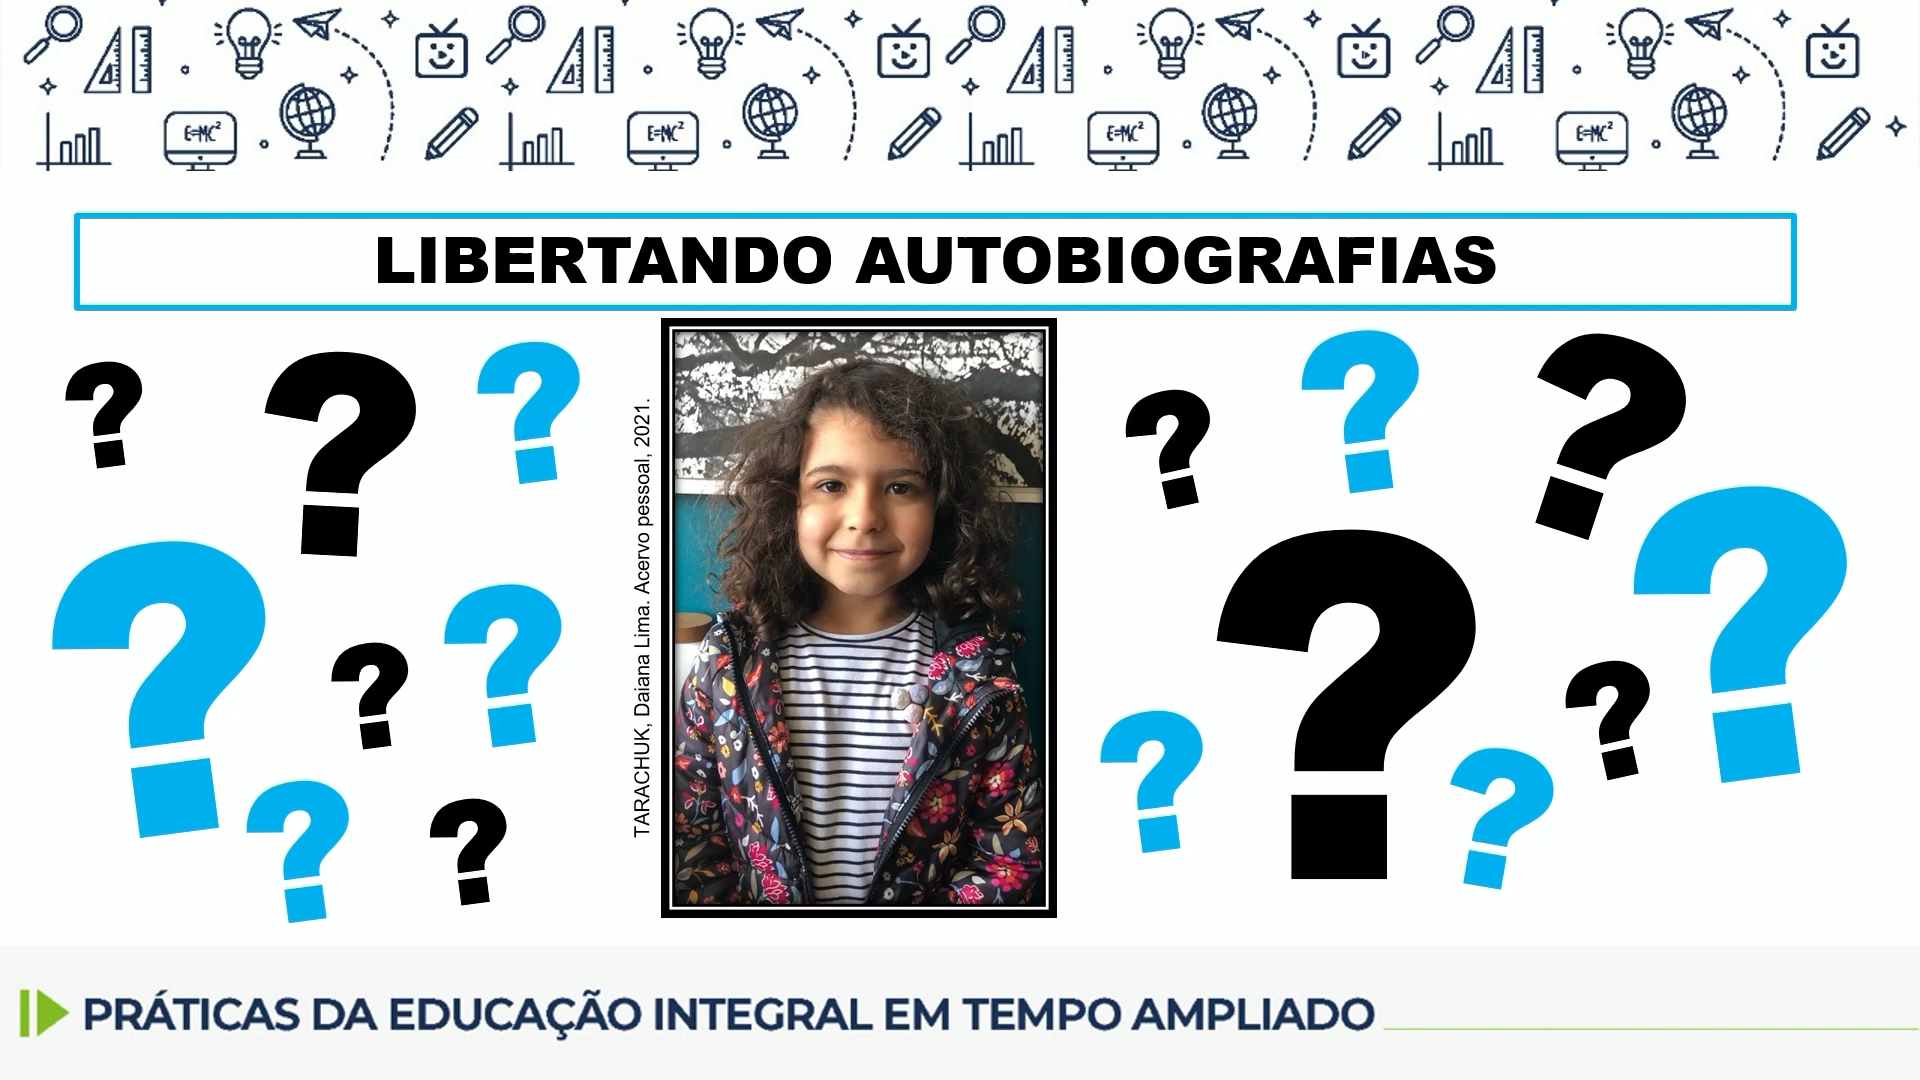 E=MC²
E=MC²
E=MC²
E=MC²
LIBERTANDO AUTOBIOGRAFIAS
? ? ? ? ? ? ? ? ?
TARACHUK, Daiana Lima. Acervo pessoal, 2021.
? ? ? ? ? ? ? ?
PRÁTICAS DA EDUCAÇÃO INTEGRAL EM TEMPO AMPLIADO